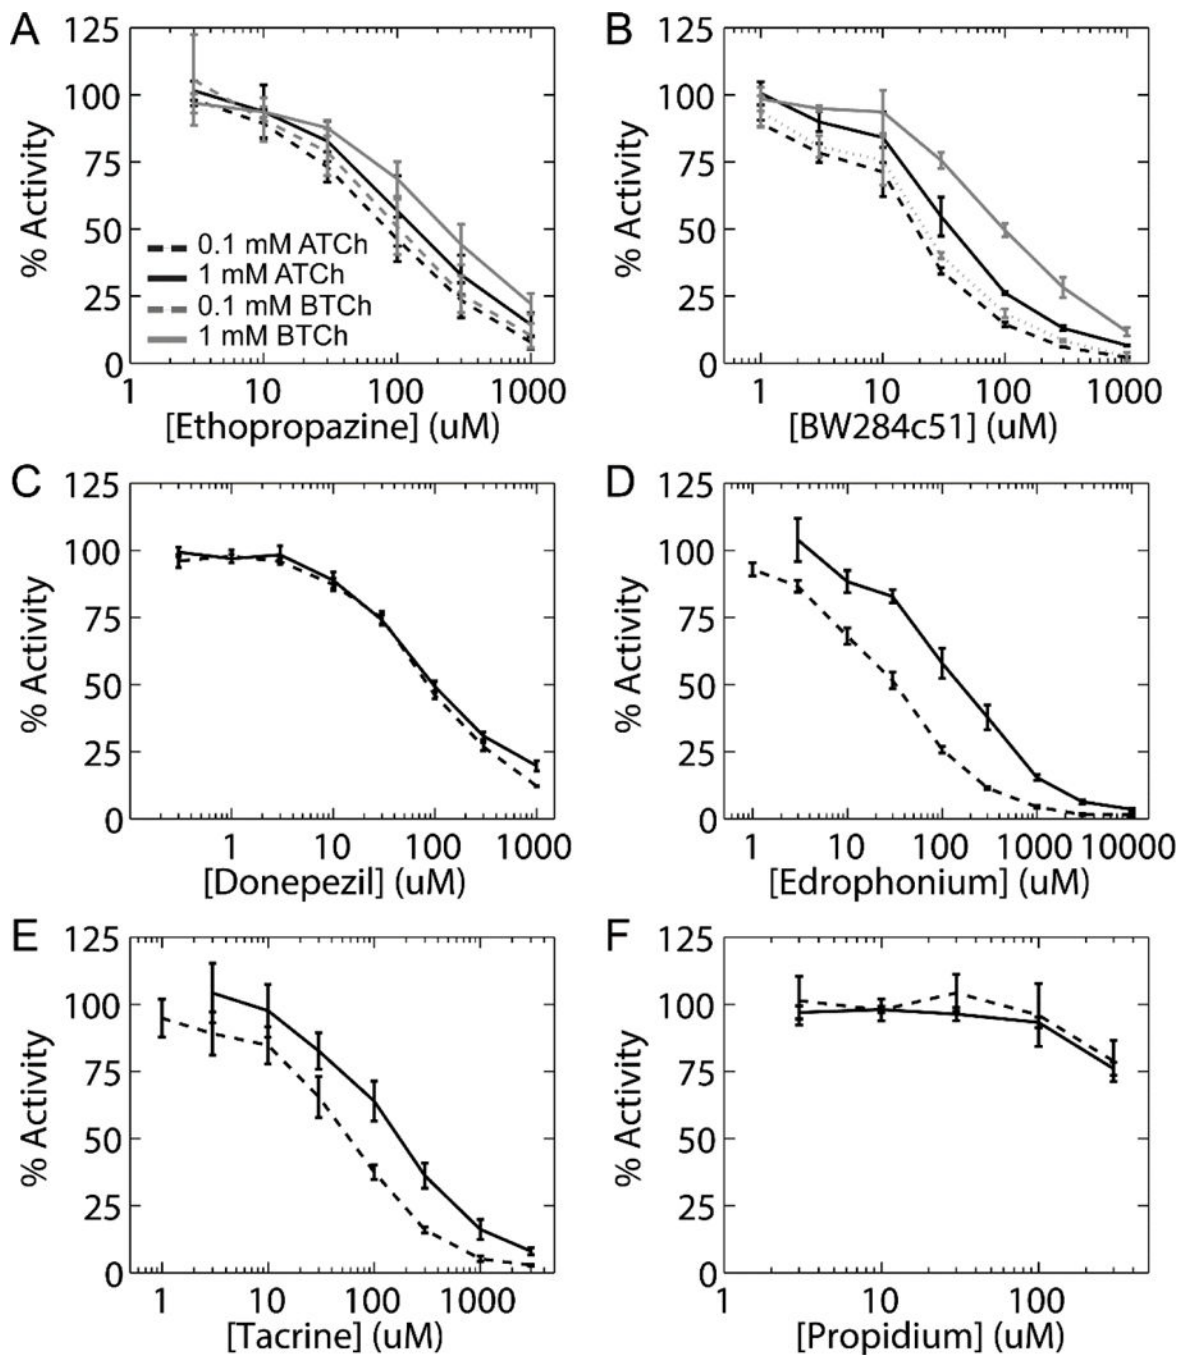 A
125
100
75
50
25
0
% Activity
0.1 mM ATCh
1 mM ATCh
0.1 mM BTCh
1 mM BTCh
1 10 100 1000
[Ethopropazine] (uM)
B
125
100
75
50
25
0
% Activity
1 10 100 1000
[BW284c51] (uM)
C
125
100
75
50
25
0
% Activity
1 10 100 1000
[Donepezil] (uM)
D
125
100
75
50
25
0
% Activity
1 10 100 1000 10000
[Edrophonium] (uM)
E
125
100
75
50
25
0
% Activity
1 10 100 1000
[Tacrine] (uM)
F
125
100
75
50
25
0
% Activity
1 10 100
[Propidium] (uM)